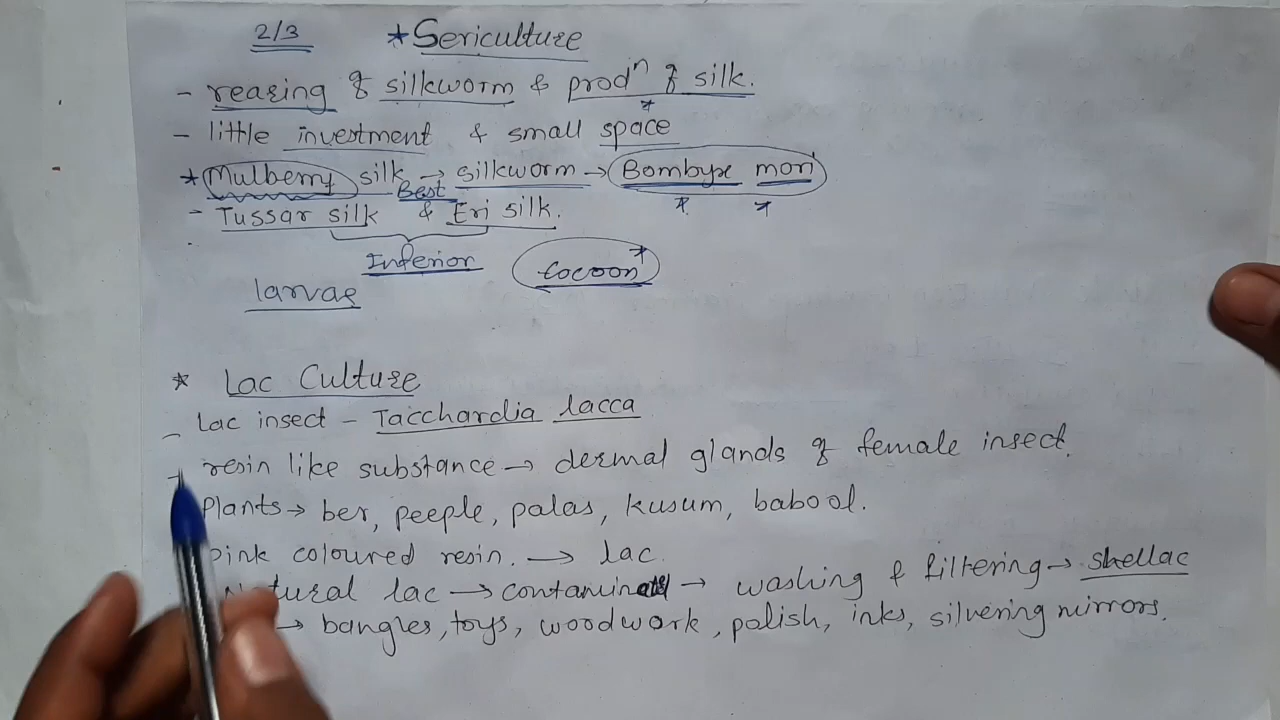 2/3 * Sericulture
- rearing of silkworm & prodn of silk.
- little investment & small space
* Mulberry silk → silkworm → Bombyx mori
Best
- Tussar silk & Eri silk.
Inferior
Cocoon
larvae
* Lac Culture
- Lac insect - Tacchardia lacca
- resin like substance → dermal glands of female insect.
Plants → ber, peeple, palas, kusum, babool.
pink coloured resin. → lac.
Natural lac → contaminated → washing & filtering → Shellac
→ bangles, toys, woodwork, polish, inks, silvering mirrors.